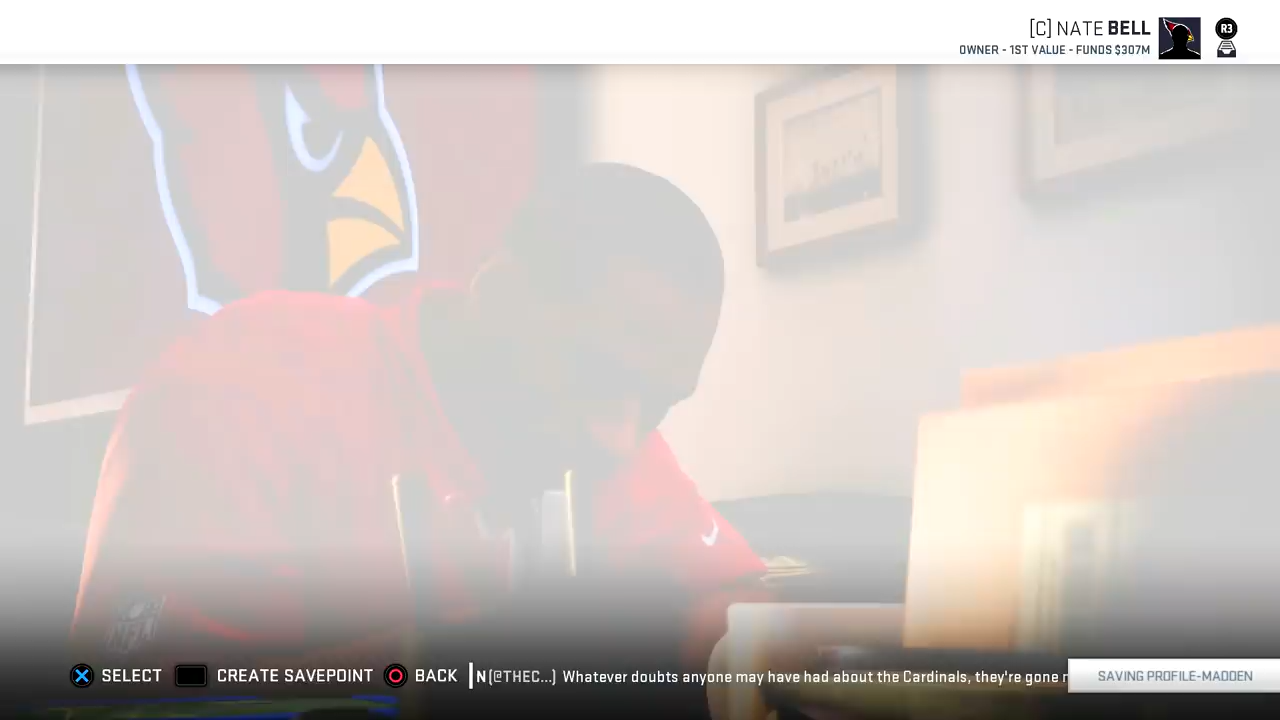 [C] NATE BELL
OWNER - 1ST VALUE - FUNDS $307M
R3
NFL
SELECT
CREATE SAVEPOINT
BACK
N (@THEC...) Whatever doubts anyone may have had about the Cardinals, they're gone
SAVING PROFILE-MADDEN